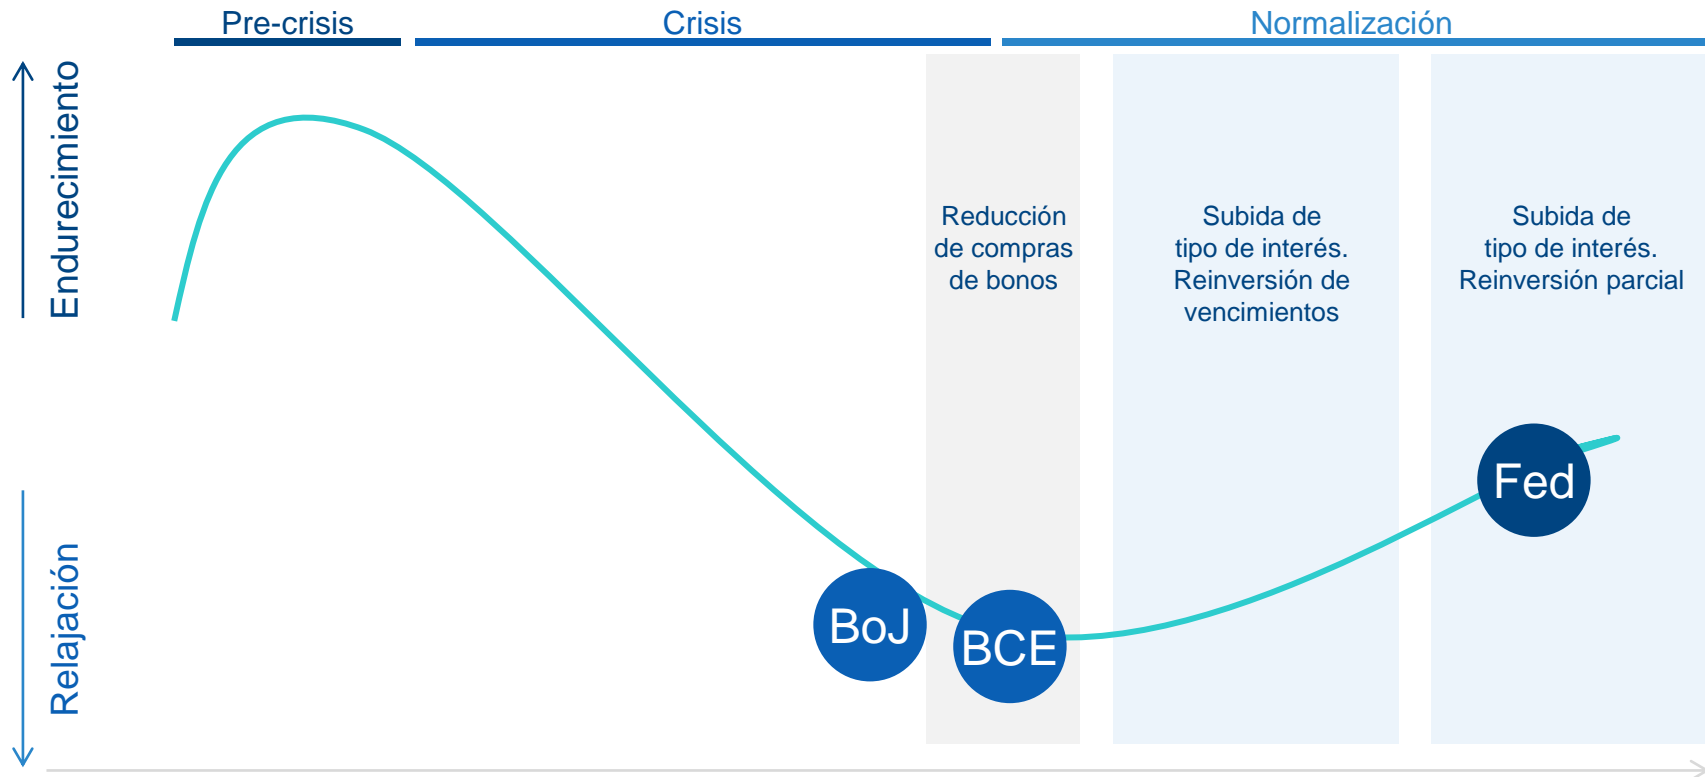 Pre-crisis
Crisis
Normalización
Endurecimiento
Relajación
Reducción
de compras
de bonos
Subida de
tipo de interés.
Reinversión de
vencimientos
Subida de
tipo de interés.
Reinversión parcial
BoJ
BCE
Fed